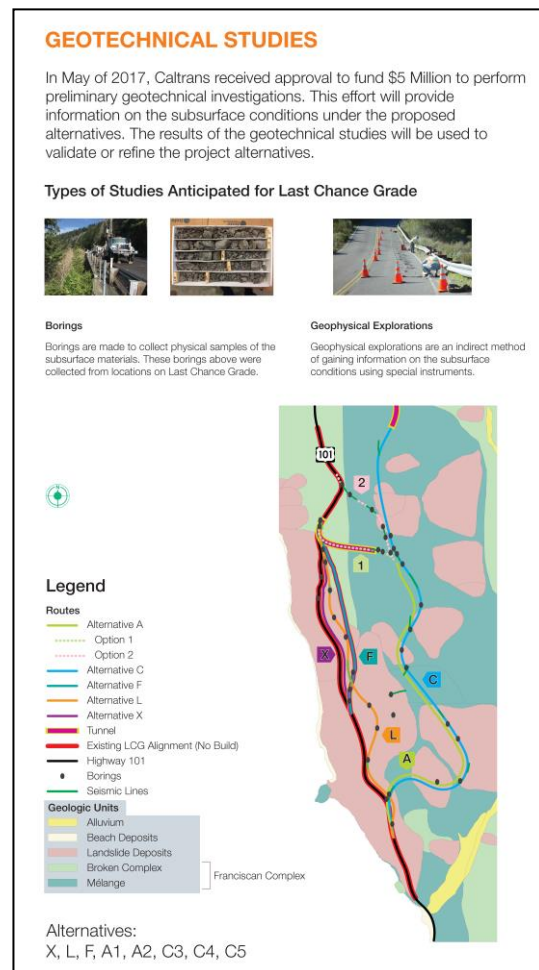 GEOTECHNICAL STUDIES
In May of 2017, Caltrans received approval to fund $5 Million to perform
preliminary geotechnical investigations. This effort will provide
information on the subsurface conditions under the proposed
alternatives. The results of the geotechnical studies will be used to
validate or refine the project alternatives.
Types of Studies Anticipated for Last Chance Grade
Borings
Borings are made to collect physical samples of the
subsurface materials. These borings above were
collected from locations on Last Chance Grade.
Geophysical Explorations
Geophysical explorations are an indirect method
of gaining information on the subsurface
conditions using special instruments.
101
2
1
X
F
C
L
A
Legend
Routes
Alternative A
Option 1
Option 2
Alternative C
Alternative F
Alternative L
Alternative X
Tunnel
Existing LCG Alignment (No Build)
Highway 101
Borings
Seismic Lines
Geologic Units
Alluvium
Beach Deposits
Landslide Deposits
Broken Complex
Mélange
Franciscan Complex
Alternatives:
X, L, F, A1, A2, C3, C4, C5